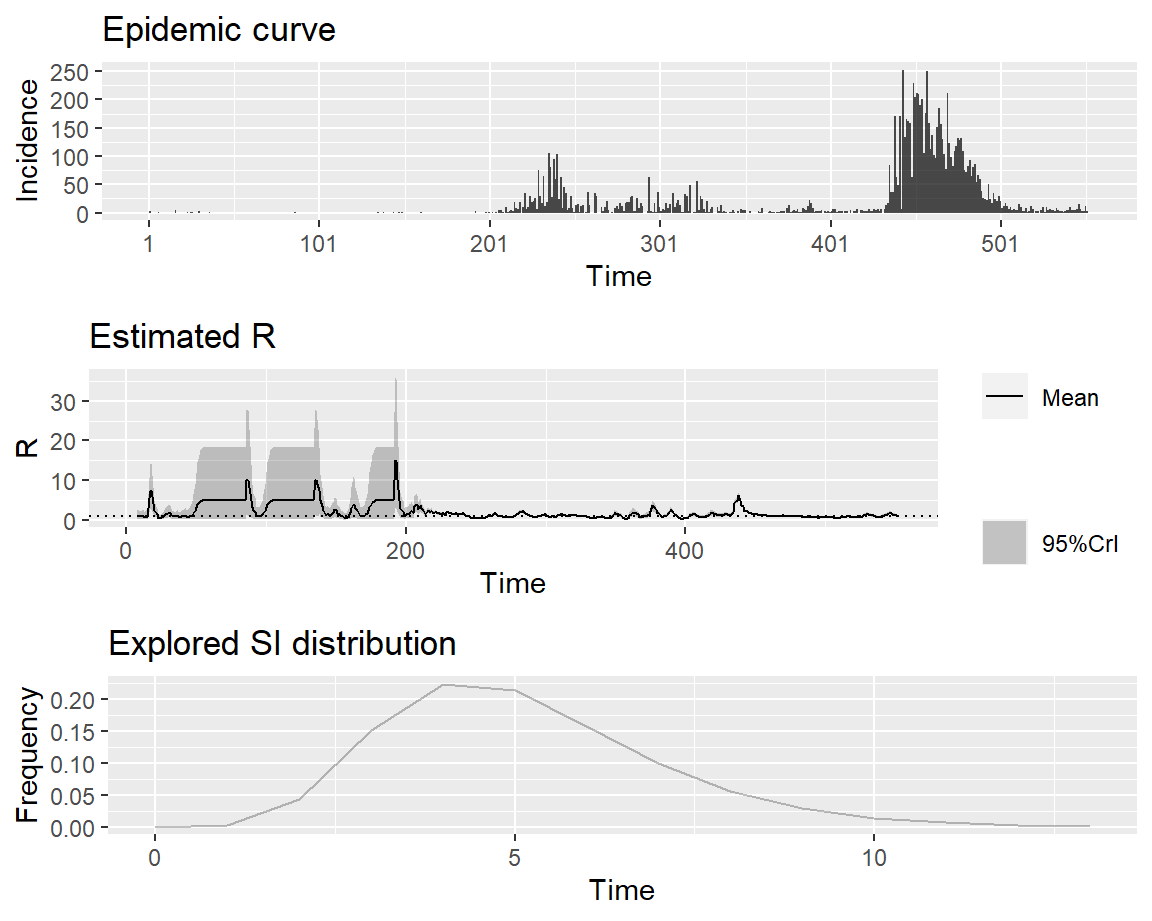 Epidemic curve
Incidence
250
200
150
100
50
0
1 101 201 301 401 501
Time
Estimated R
R
30
20
10
0
0 200 400
Time
Mean
95%CrI
Explored SI distribution
Frequency
0.20
0.15
0.10
0.05
0.00
0 5 10
Time